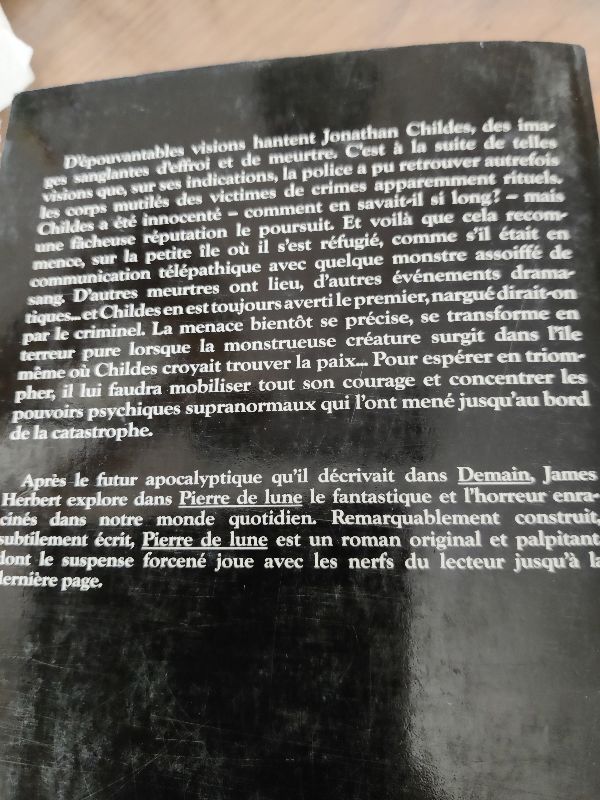 D'épouvantables visions hantent Jonathan Childes, des ima-
ges sanglantes d'effroi et de meurtre. C'est à la suite de telles
visions que, sur ses indications, la police a pu retrouver autrefois
les corps mutilés des victimes de crimes apparemment rituels.
Childes a été innocenté – comment en savait-il si long? – mais
une fâcheuse réputation le poursuit. Et voilà que cela recom-
mence, sur la petite île où il s'est réfugié, comme s'il était en
communication télépathique avec quelque monstre assoiffé de
sang. D'autres meurtres ont lieu, d'autres événements drama-
tiques... et Childes en est toujours averti le premier, nargué dirait-on
par le criminel. La menace bientôt se précise, se transforme en
terreur pure lorsque la monstrueuse créature surgit dans l'île
même où Childes croyait trouver la paix... Pour espérer en triom-
pher, il lui faudra mobiliser tout son courage et concentrer les
pouvoirs psychiques supranormaux qui l'ont mené jusqu'au bord
de la catastrophe.
Après le futur apocalyptique qu'il décrivait dans Demain, James
Herbert explore dans Pierre de lune le fantastique et l'horreur enra-
cinés dans notre monde quotidien. Remarquablement construit,
subtilement écrit, Pierre de lune est un roman original et palpitant
dont le suspense forcené joue avec les nerfs du lecteur jusqu'à la
dernière page.